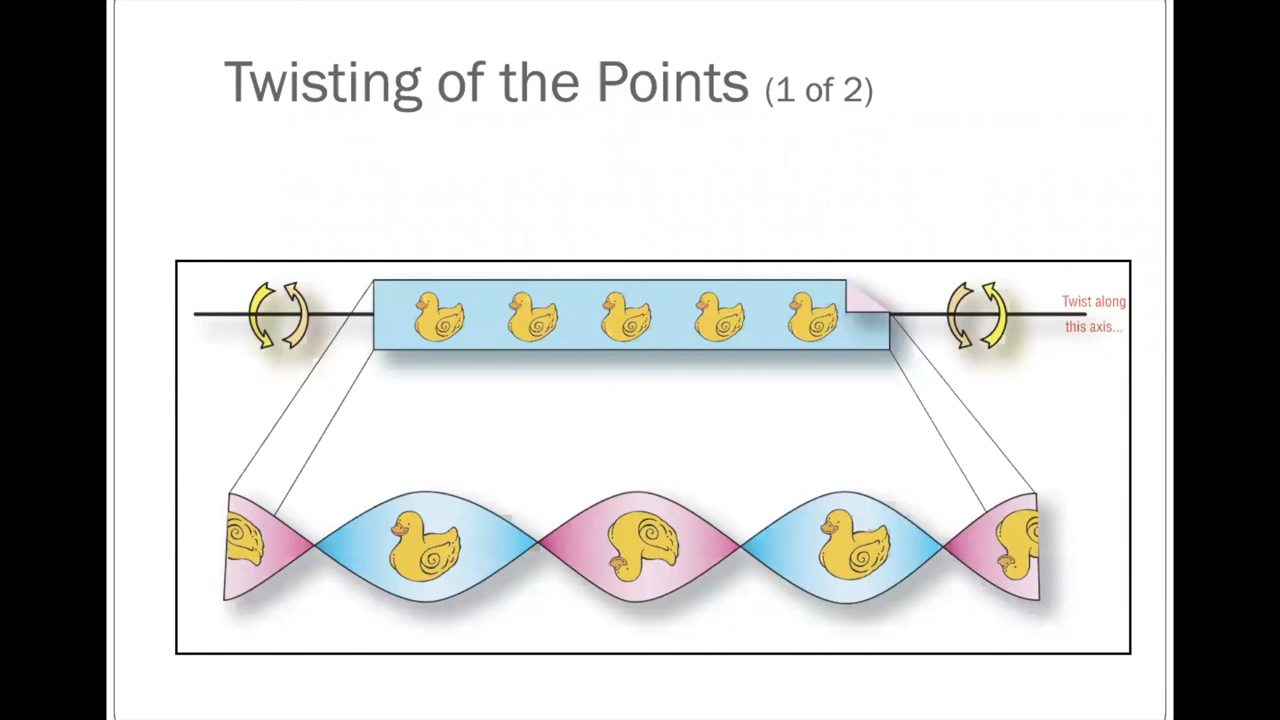 Twisting of the Points (1 of 2)
Twist along
this axis...